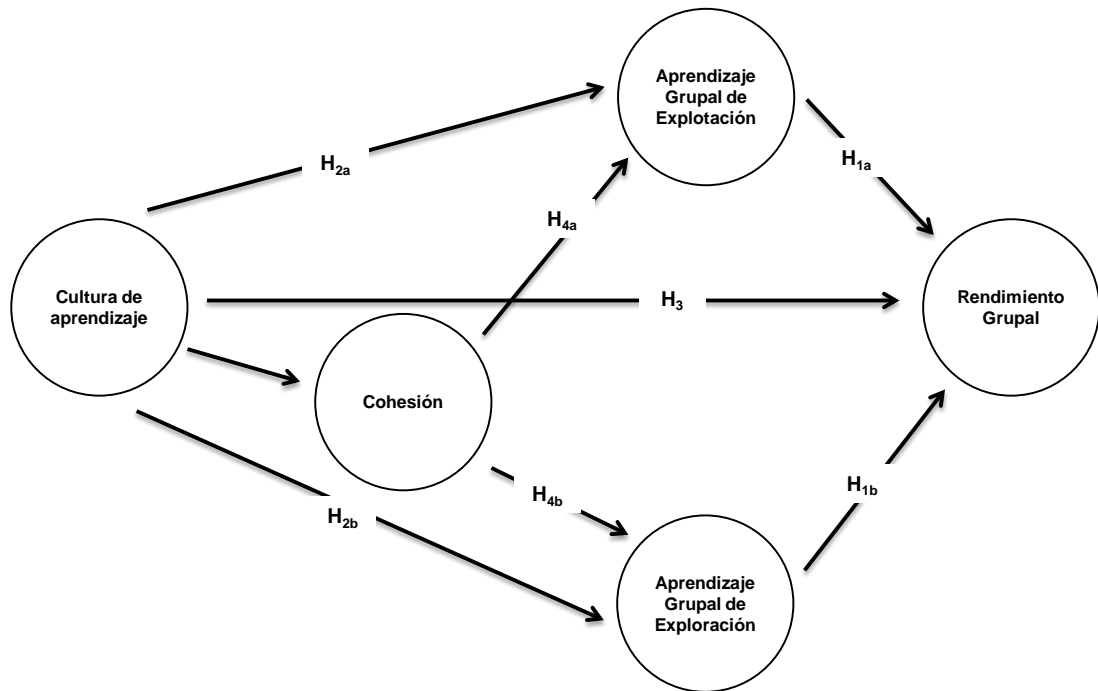 Aprendizaje
Grupal de
Explotación
H1a
H2a
H4a
Cultura de
aprendizaje
H3
Rendimiento
Grupal
Cohesión
H4b
H1b
H2b
Aprendizaje
Grupal de
Exploración